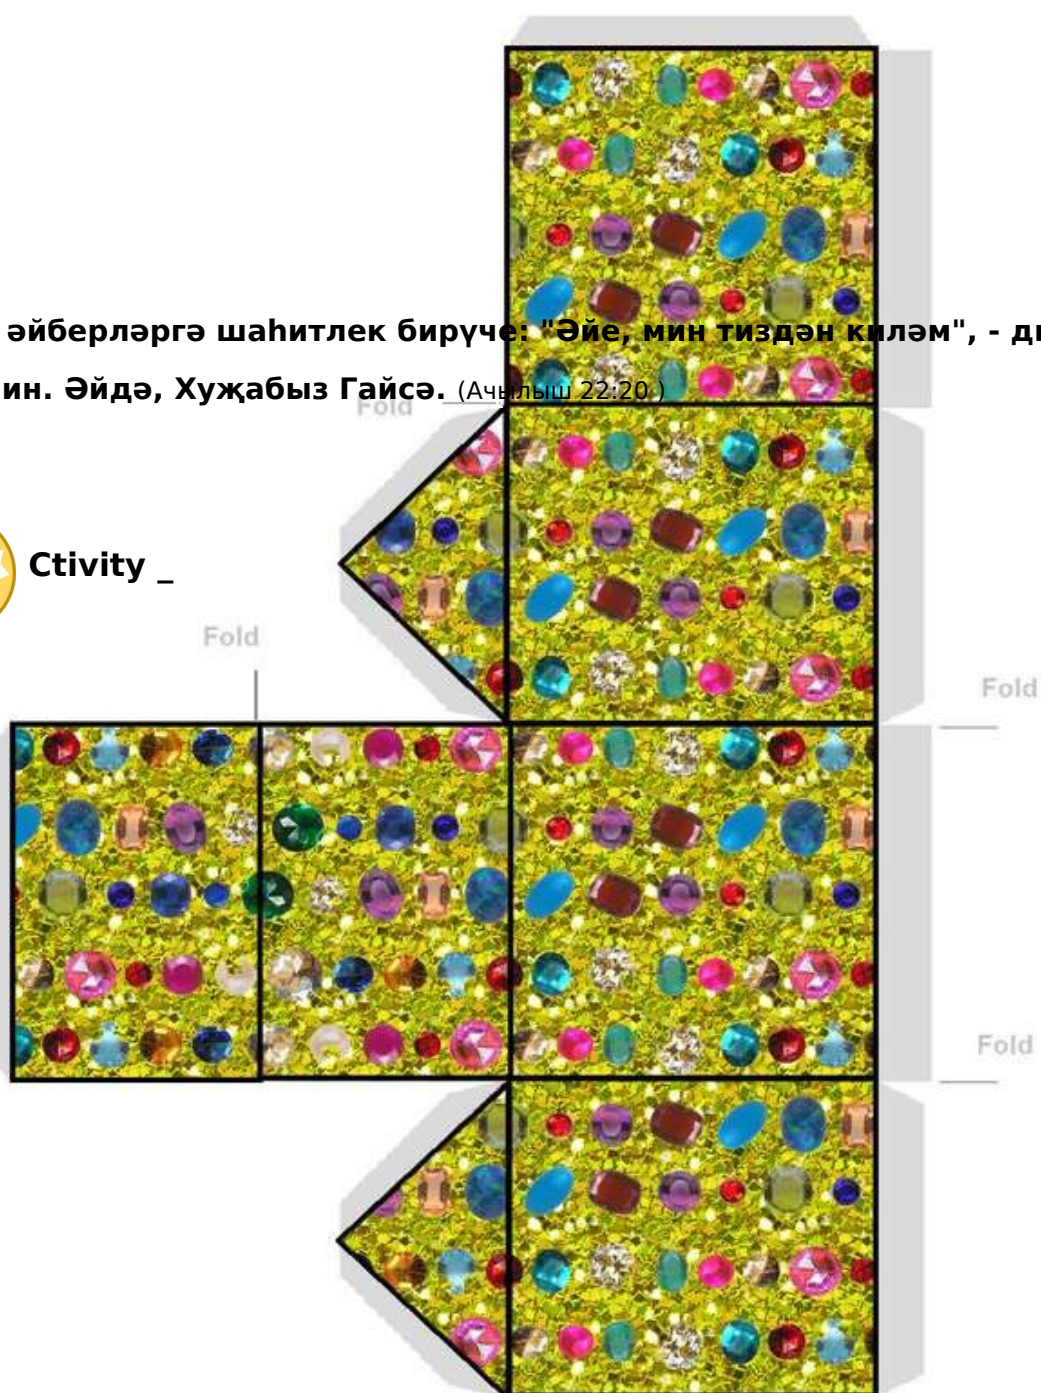 әйберләргә шаһитлек бирүче: "Әйе, мин тиздән киләм", -
ин. Әйдә, Хуҗабыз Гайсә. (Ачылыш 22:20 )
Fold
Ctivity _
Fold
Fold
Fold